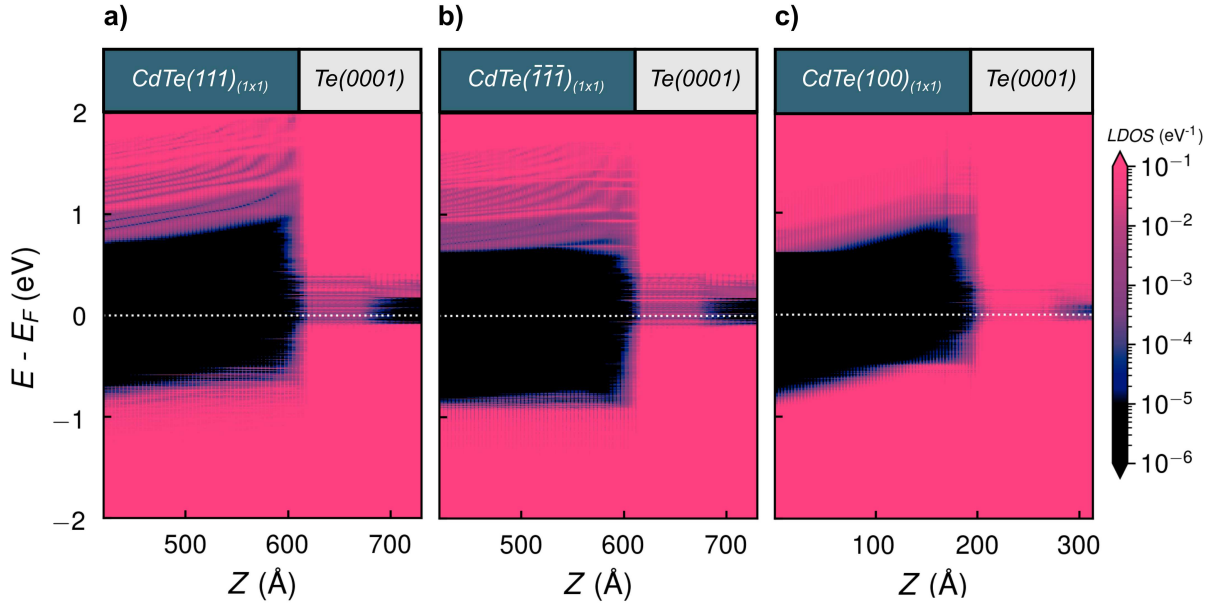 a) b) c)
CdTe(111)(1x1) Te(0001) CdTe(1̅1̅1̅)(1x1) Te(0001) CdTe(100)(1x1) Te(0001)
2
1
0
−1
−2
E - EF (eV)
500 600 700
Z (Å)
500 600 700
Z (Å)
100 200 300
Z (Å)
LDOS (eV⁻¹)
10⁻¹
10⁻²
10⁻³
10⁻⁴
10⁻⁵
10⁻⁶